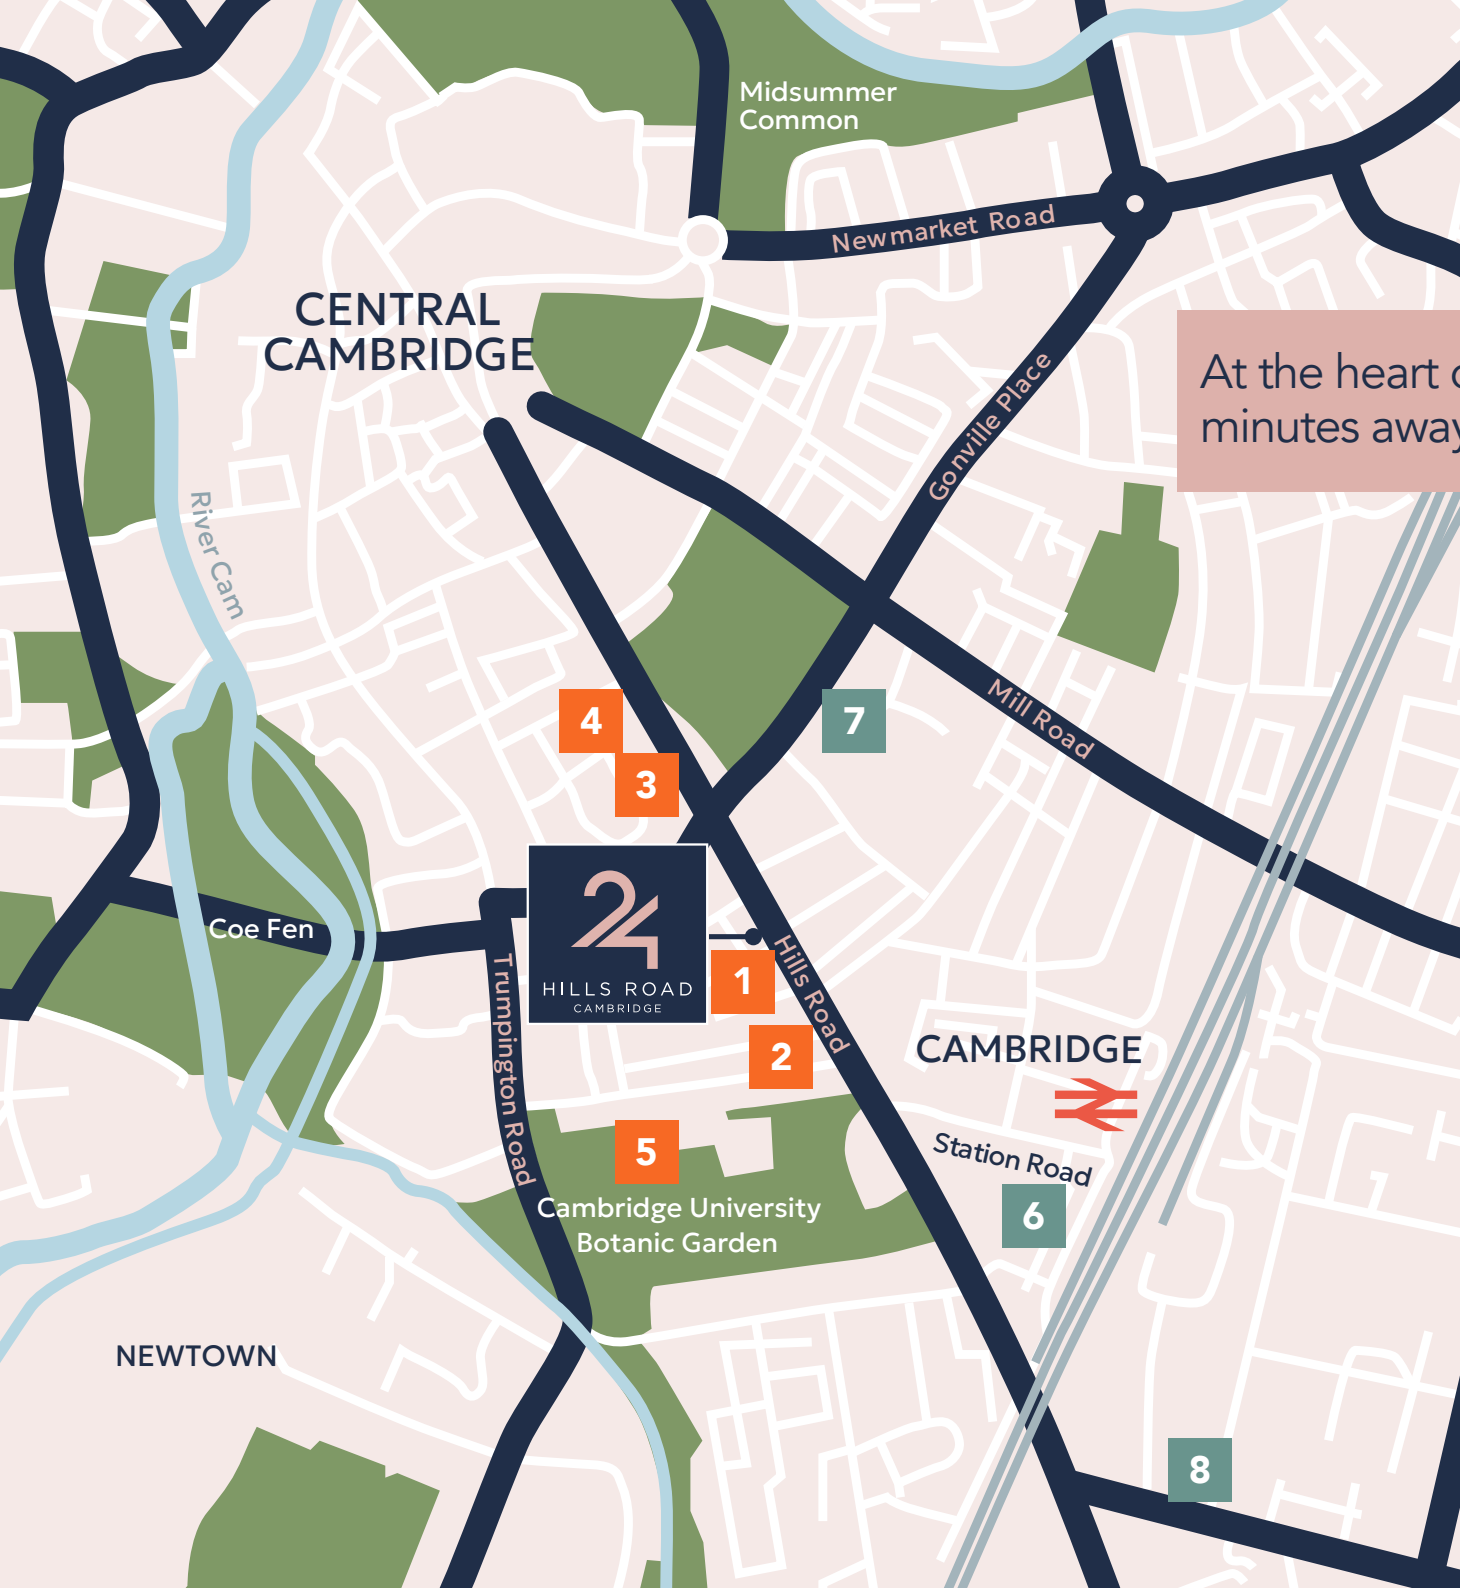 Midsummer
Common
Newmarket Road
CENTRAL
CAMBRIDGE
At the heart
minutes away
Gonville Place
River Cam
Mill Road
4
7
3
24
HILLS ROAD
CAMBRIDGE
Coe Fen
Trumpington Road
Hills Road
1
2
CAMBRIDGE
Station Road
5
Cambridge University
Botanic Garden
6
NEWTOWN
8